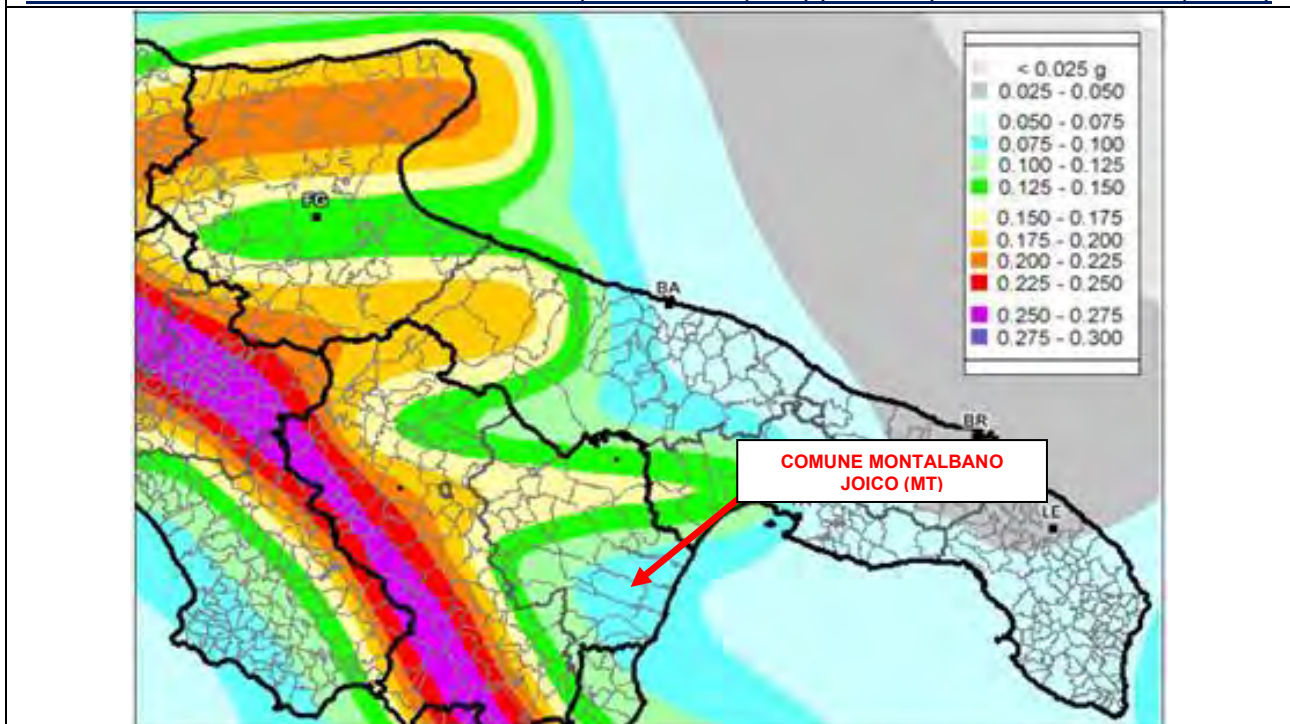 < 0.025 g
0.025 - 0.050
0.050 - 0.075
0.075 - 0.100
0.100 - 0.125
0.125 - 0.150
0.150 - 0.175
0.175 - 0.200
0.200 - 0.225
0.225 - 0.250
0.250 - 0.275
0.275 - 0.300
FG
BA
BR
COMUNE MONTALBANO
JOICO (MT)
LE